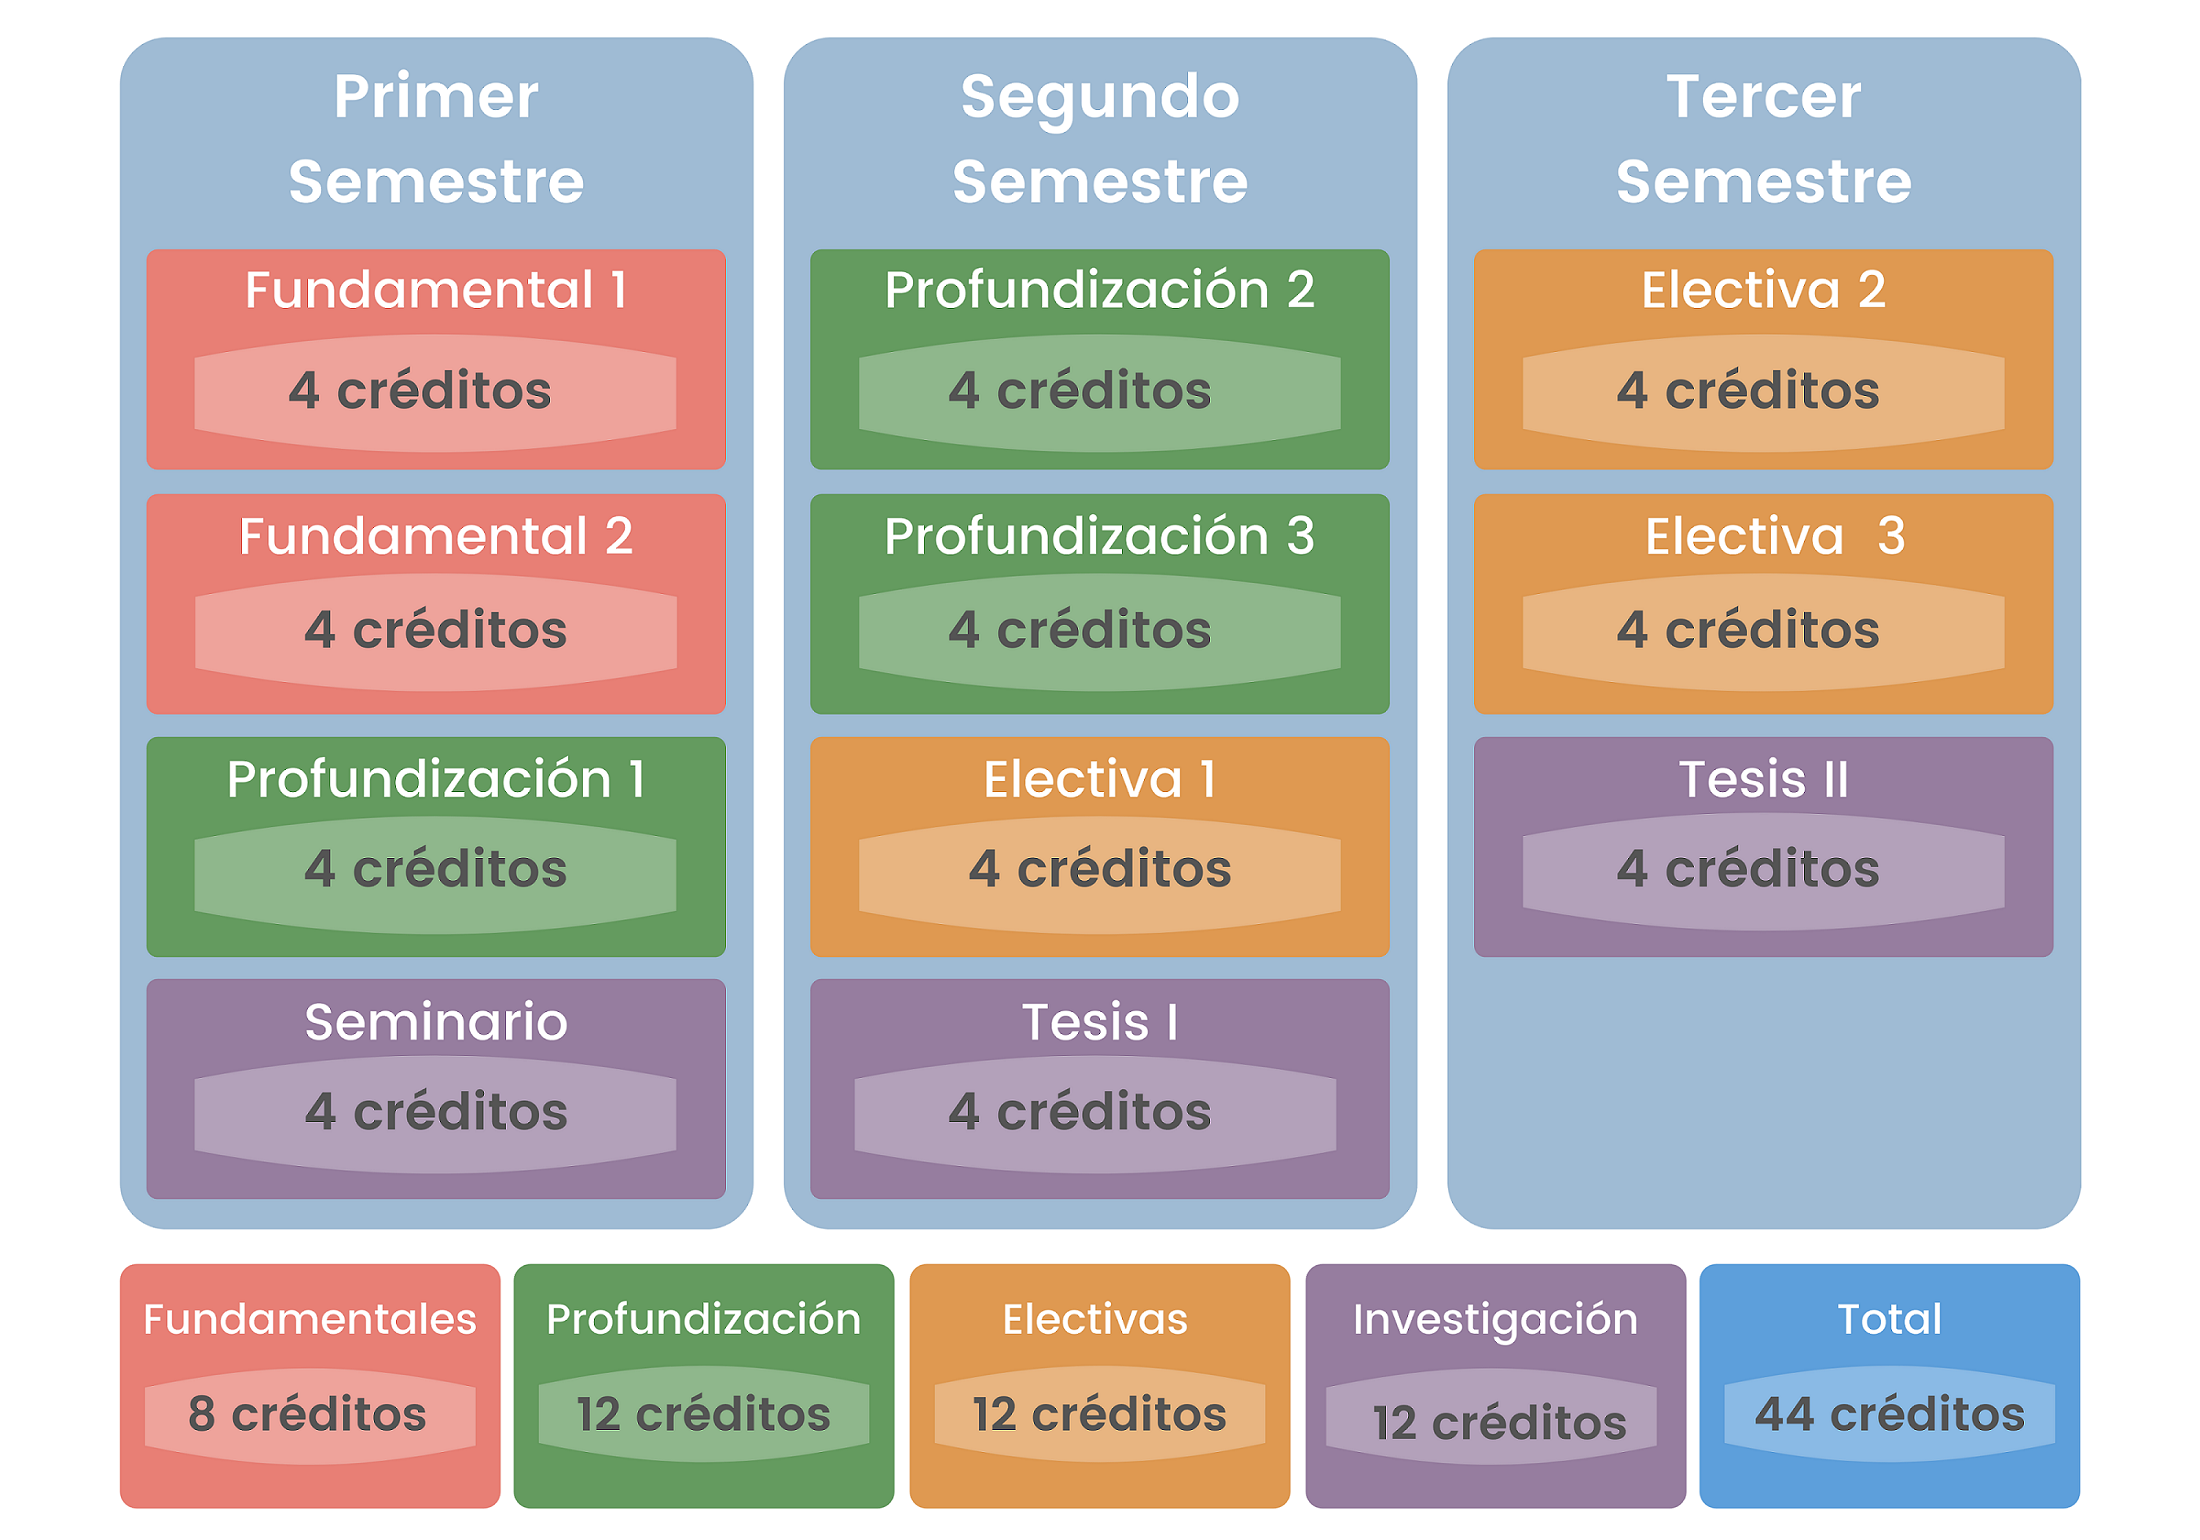 Primer
Semestre
Fundamental 1
4 créditos
Fundamental 2
4 créditos
Profundización 1
4 créditos
Seminario
4 créditos
Segundo
Semestre
Profundización 2
4 créditos
Profundización 3
4 créditos
Electiva 1
4 créditos
Tesis I
4 créditos
Tercer
Semestre
Electiva 2
4 créditos
Electiva 3
4 créditos
Tesis II
4 créditos
Fundamentales
8 créditos
Profundización
12 créditos
Electivas
12 créditos
Investigación
12 créditos
Total
44 créditos